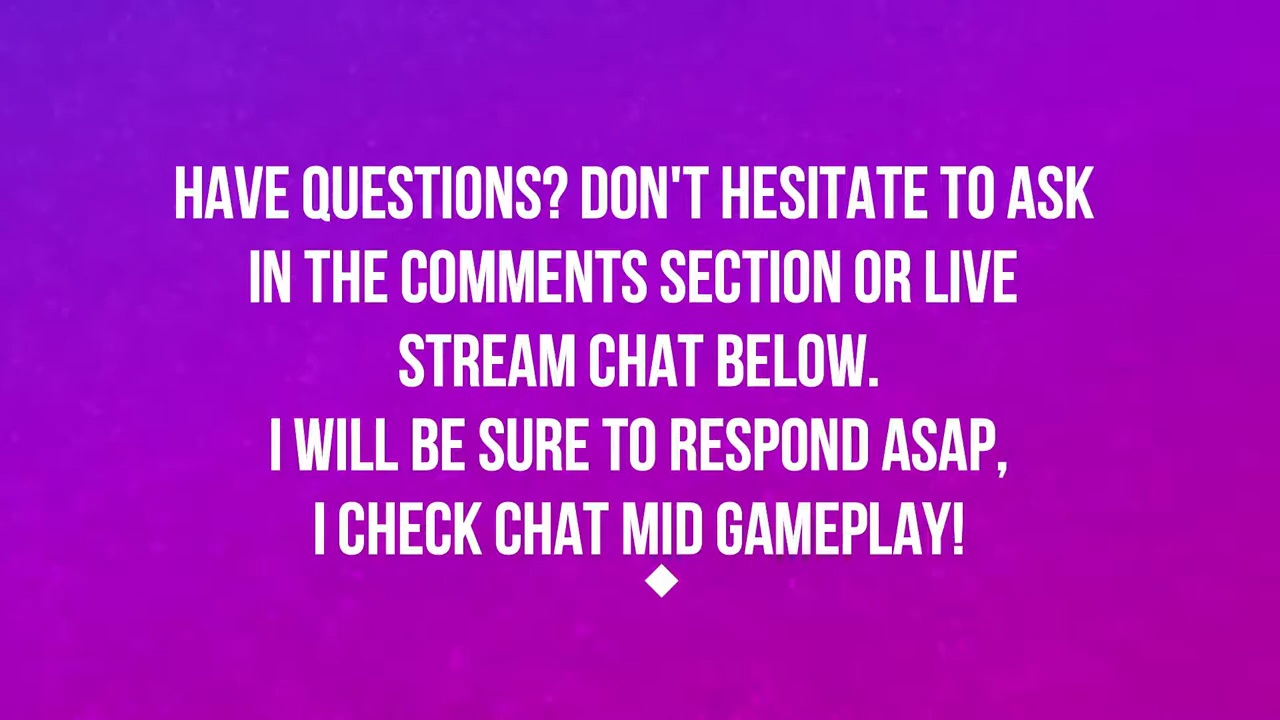 HAVE QUESTIONS? DON'T HESITATE TO ASK
IN THE COMMENTS SECTION OR LIVE
STREAM CHAT BELOW.
I WILL BE SURE TO RESPOND ASAP,
I CHECK CHAT MID GAMEPLAY!